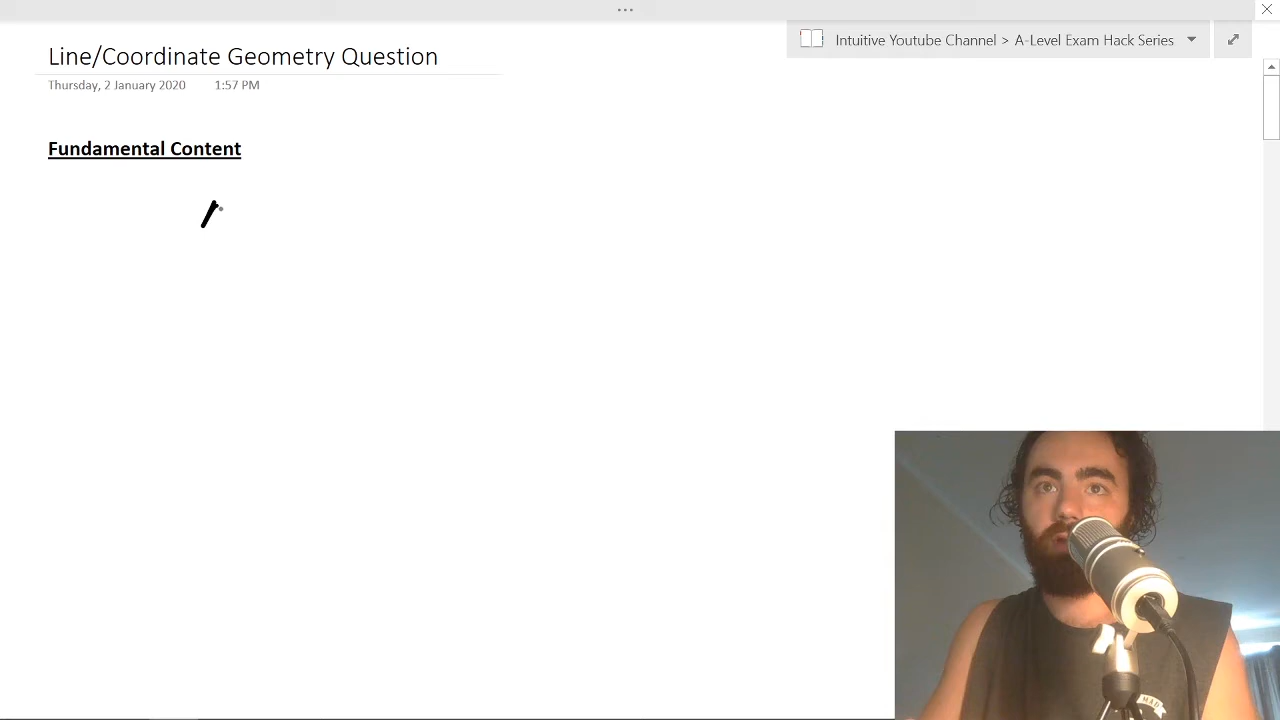 Intuitive Youtube Channel > A-Level Exam Hack Series
Line/Coordinate Geometry Question
Thursday, 2 January 2020 1:57 PM
Fundamental Content